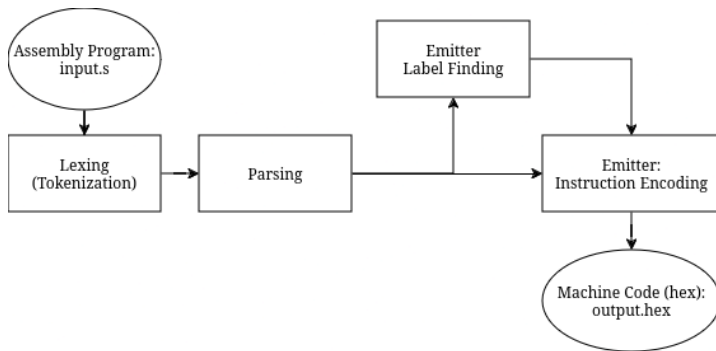 Assembly Program:
input.s
Lexing
(Tokenization)
Parsing
Emitter
Label Finding
Emitter:
Instruction Encoding
Machine Code (hex):
output.hex